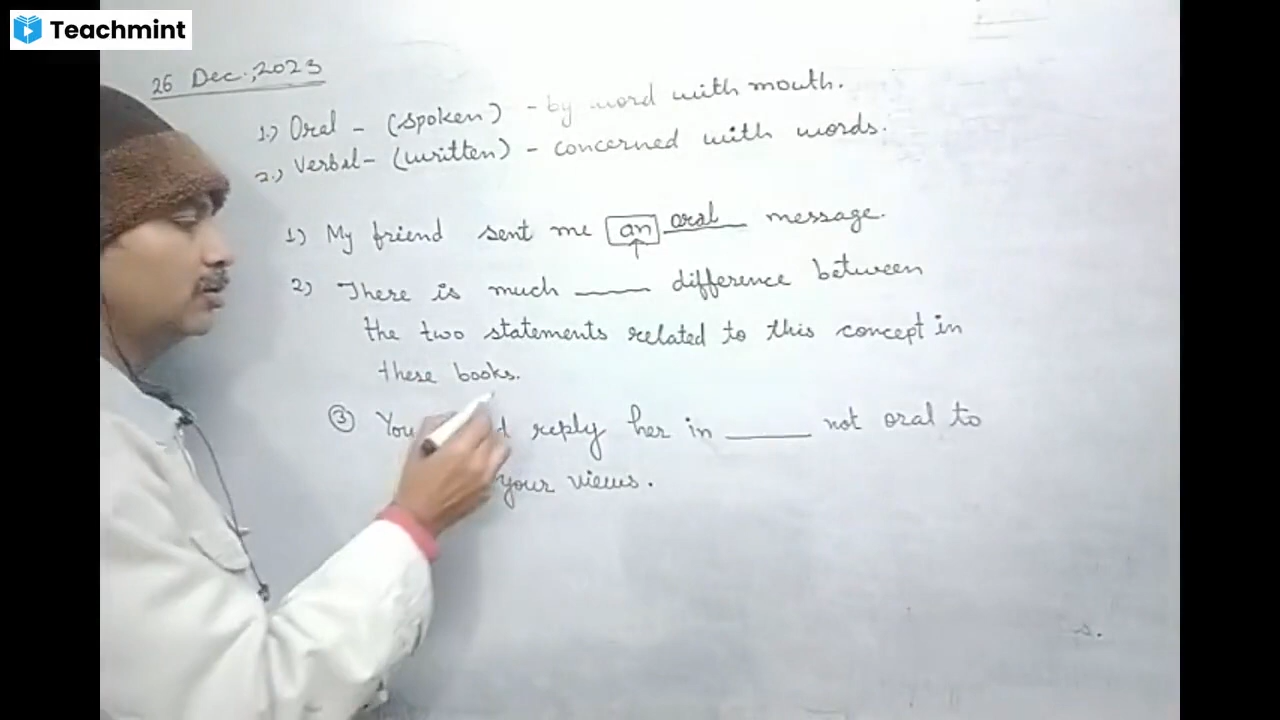 Teachmint
26 Dec., 2023
1.) Oral - (spoken) - by word with mouth.
2.) Verbal - (written) - concerned with words.
1) My friend sent me an oral message.
2) There is much ____ difference between
the two statements related to this concept in
these books.
③ You reply her in ____ not oral to
your views.